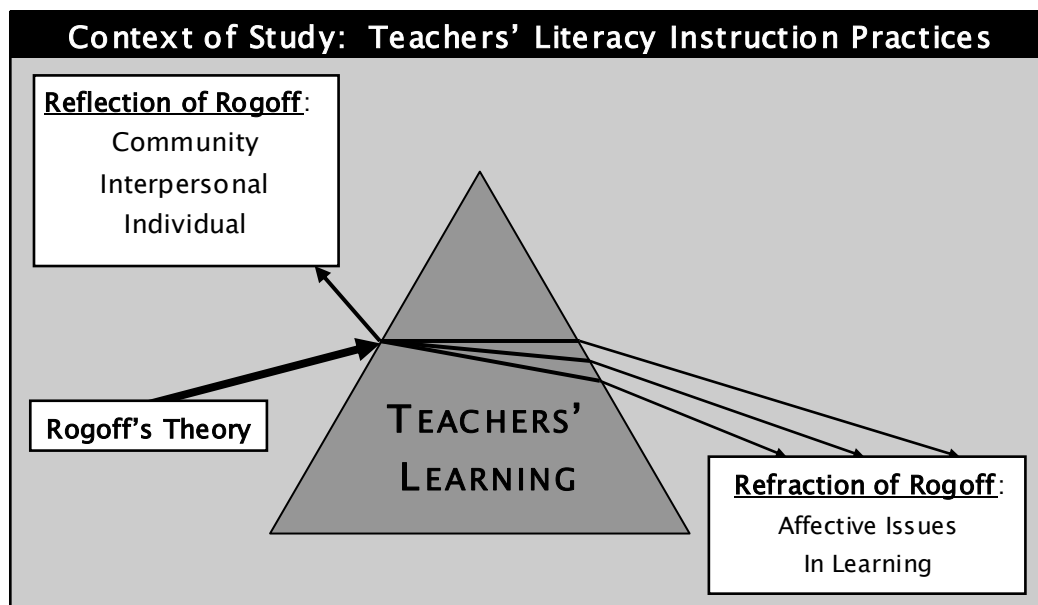 Context of Study: Teachers' Literacy Instruction Practices
Reflection of Rogoff:
Community
Interpersonal
Individual
Rogoff's Theory
TEACHERS'
LEARNING
Refraction of Rogoff:
Affective Issues
In Learning